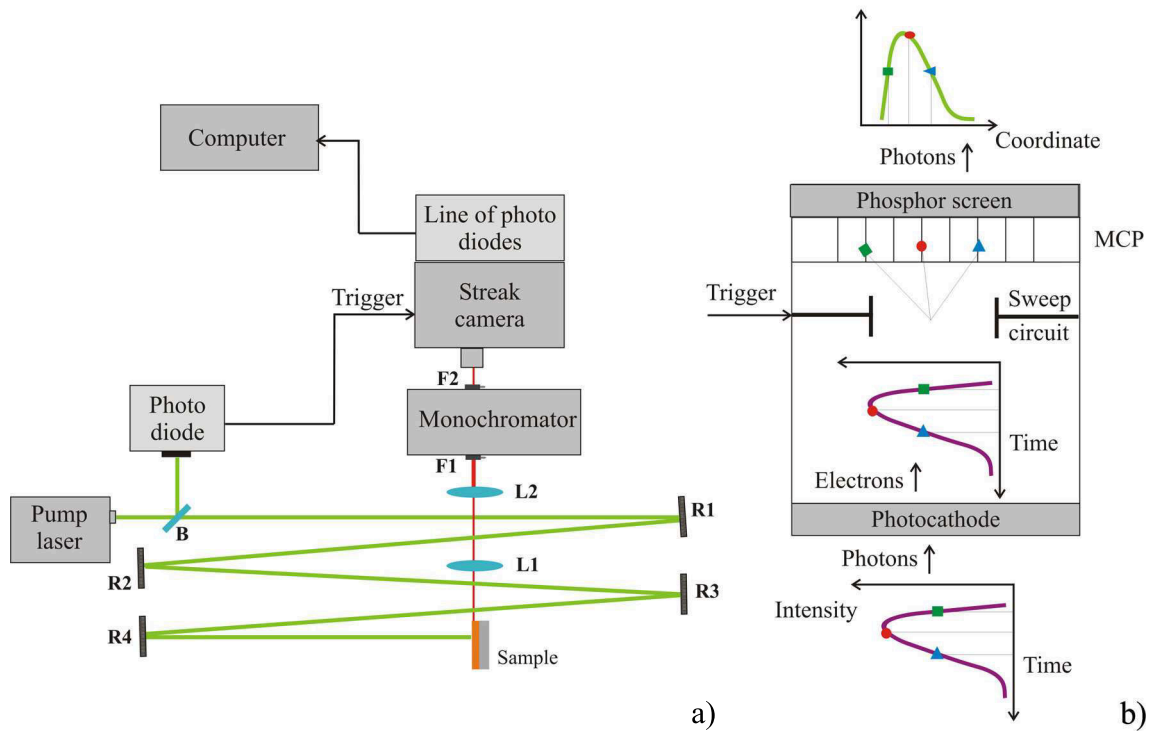 Computer
Line of photo
diodes
Trigger
Streak
camera
F2
Photo
diode
Monochromator
F1
L2
Pump
laser
B
R1
R2
L1
R3
R4
Sample
a)
Coordinate
Photons
Phosphor screen
MCP
Trigger
Sweep
circuit
Time
Electrons
Photocathode
Photons
Intensity
Time
b)